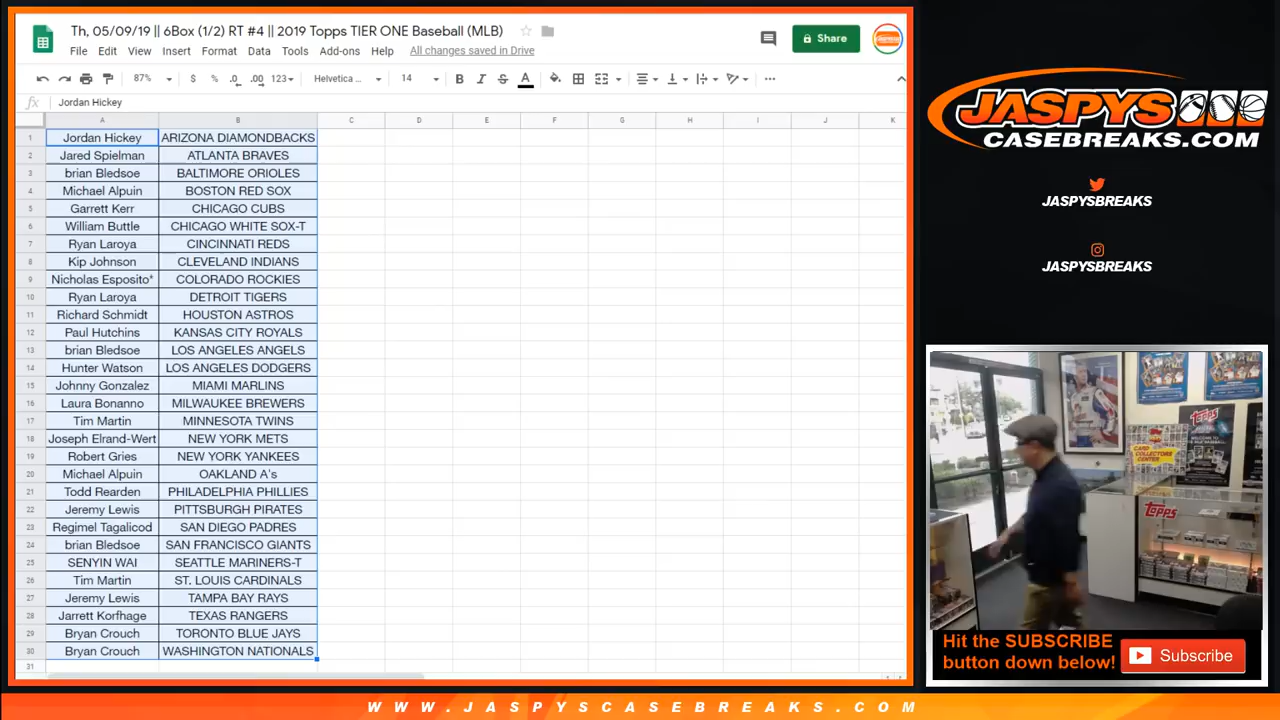 Th, 05/09/19 || 6Box (1/2) RT #4 || 2019 Topps TIER ONE Baseball (MLB)
File Edit View Insert Format Data Tools Add-ons Help All changes saved in Drive
Share
87% $ % .0 .00 123 Helvetica ... 14 B I S A
fx Jordan Hickey
A B C D E F G H I J K
1 Jordan Hickey ARIZONA DIAMONDBACKS
2 Jared Spielman ATLANTA BRAVES
3 brian Bledsoe BALTIMORE ORIOLES
4 Michael Alpuin BOSTON RED SOX
5 Garrett Kerr CHICAGO CUBS
6 William Buttle CHICAGO WHITE SOX-T
7 Ryan Laroya CINCINNATI REDS
8 Kip Johnson CLEVELAND INDIANS
9 Nicholas Esposito* COLORADO ROCKIES
10 Ryan Laroya DETROIT TIGERS
11 Richard Schmidt HOUSTON ASTROS
12 Paul Hutchins KANSAS CITY ROYALS
13 brian Bledsoe LOS ANGELES ANGELS
14 Hunter Watson LOS ANGELES DODGERS
15 Johnny Gonzalez MIAMI MARLINS
16 Laura Bonanno MILWAUKEE BREWERS
17 Tim Martin MINNESOTA TWINS
18 Joseph Elrand-Wert NEW YORK METS
19 Robert Gries NEW YORK YANKEES
20 Michael Alpuin OAKLAND A's
21 Todd Rearden PHILADELPHIA PHILLIES
22 Jeremy Lewis PITTSBURGH PIRATES
23 Regimel Tagalicod SAN DIEGO PADRES
24 brian Bledsoe SAN FRANCISCO GIANTS
25 SENYIN WAI SEATTLE MARINERS-T
26 Tim Martin ST. LOUIS CARDINALS
27 Jeremy Lewis TAMPA BAY RAYS
28 Jarrett Korfhage TEXAS RANGERS
29 Bryan Crouch TORONTO BLUE JAYS
30 Bryan Crouch WASHINGTON NATIONALS
31
JASPYS
CASEBREAKS.COM
JASPYSBREAKS
JASPYSBREAKS
CARD
COLLECTORS
CENTER
TOPPS
TOPPS
Hit the SUBSCRIBE
button down below!
Subscribe
WWW.JASPYSCASEBREAKS.COM